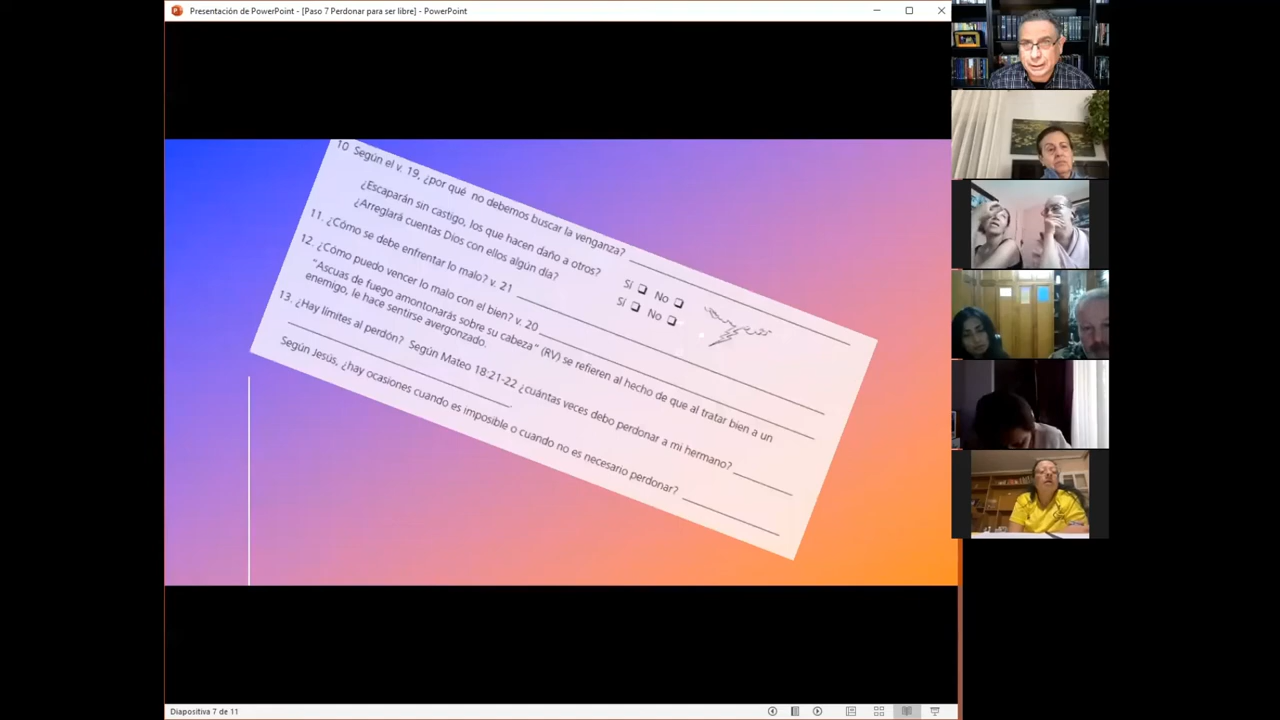 Presentación de PowerPoint - [Paso 7 Perdonar para ser libre] - PowerPoint
10 Según el v. 19, ¿por qué no debemos buscar la venganza?
¿Escaparán sin castigo, los que hacen daño a otros? Sí No
¿Arreglará cuentas Dios con ellos algún día? Sí No
11. ¿Cómo se debe enfrentar lo malo? v. 21
12. ¿Cómo puedo vencer lo malo con el bien? v. 20
"Ascuas de fuego amontonarás sobre su cabeza" (RV) se refieren al hecho de que al tratar bien a un
enemigo, le hace sentirse avergonzado.
13. ¿Hay límites al perdón? Según Mateo 18:21-22 ¿cuántas veces debo perdonar a mi hermano?
Según Jesús, ¿hay ocasiones cuando es imposible o cuando no es necesario perdonar?
Diapositiva 7 de 11